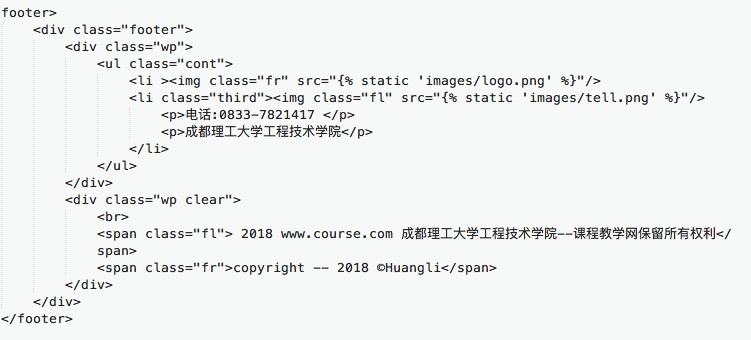 footer>
<div class="footer">
<div class="wp">
<ul class="cont">
<li ><img class="fr" src="{% static 'images/logo.png' %}"/>
<li class="third"><img class="fl" src="{% static 'images/tell.png' %}"/>
<p>电话:0833-7821417 </p>
<p>成都理工大学工程技术学院</p>
</li>
</ul>
</div>
<div class="wp clear">
<br>
<span class="fl"> 2018 www.course.com 成都理工大学工程技术学院--课程教学网保留所有权利</
span>
<span class="fr">copyright -- 2018 ©Huangli</span>
</div>
</div>
</footer>